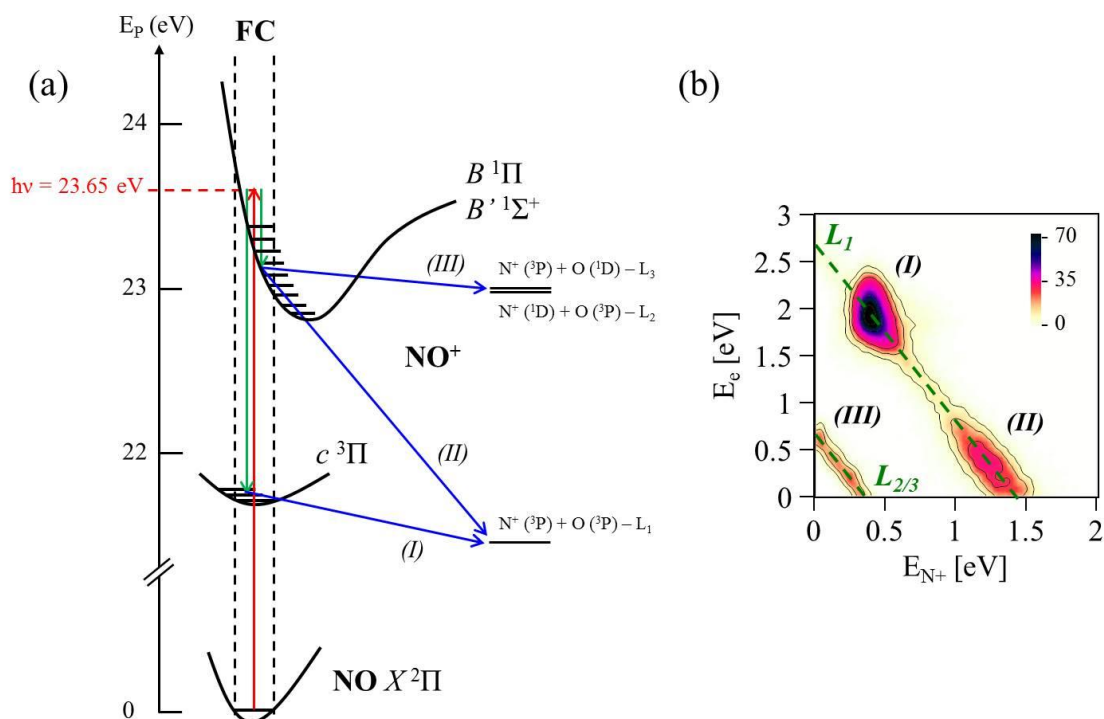 E_P (eV)
FC
(a)
24
hν = 23.65 eV
B ¹Π
B' ¹Σ⁺
(III)
N⁺ (³P) + O (¹D) – L₃
23
N⁺ (¹D) + O (³P) – L₂
NO⁺
22
c ³Π
(II)
N⁺ (³P) + O (³P) – L₁
(I)
NO X ²Π
0
(b)
3
2.5
2
1.5
1
0.5
0
E_e [eV]
L₁
(I)
70
35
0
(III)
(II)
L₂/₃
0 0.5 1 1.5 2
E_N+ [eV]